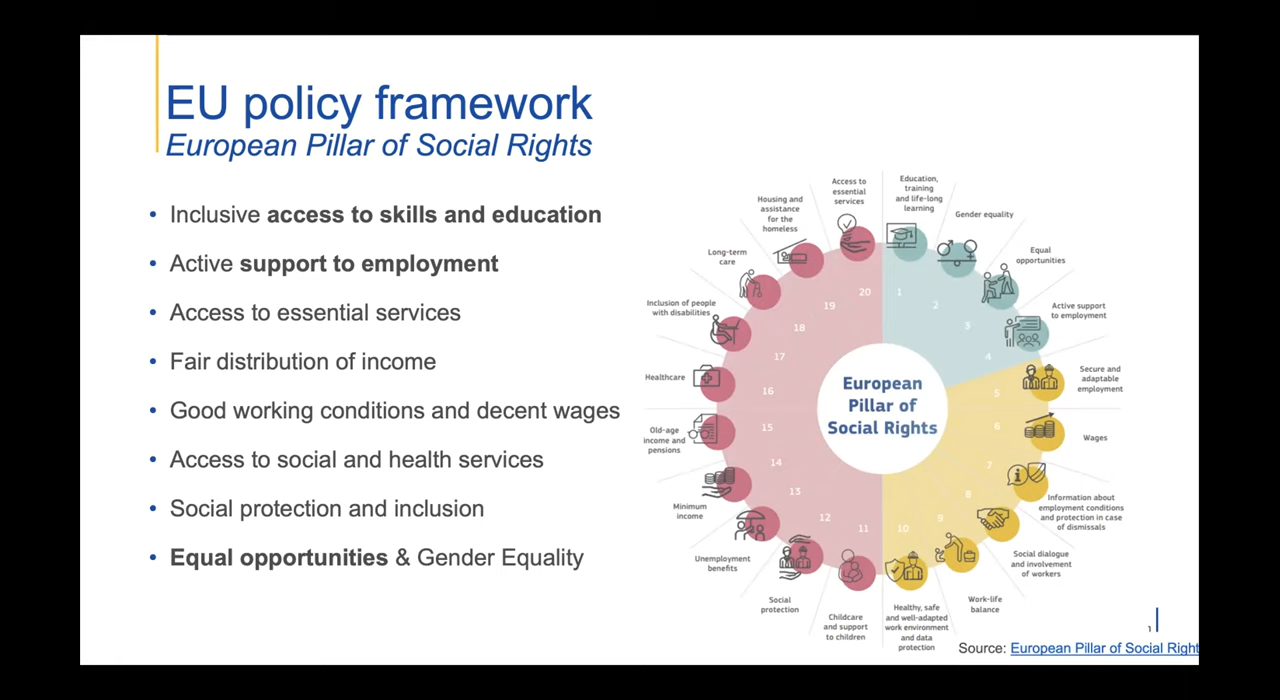 EU policy framework
European Pillar of Social Rights
• Inclusive access to skills and education
• Active support to employment
• Access to essential services
• Fair distribution of income
• Good working conditions and decent wages
• Access to social and health services
• Social protection and inclusion
• Equal opportunities & Gender Equality
Education,
training
and life-long
learning
Gender equality
Equal
opportunities
Active support
to employment
Secure and
adaptable
employment
Wages
Information about
employment conditions
and protection in case
of dismissals
Social dialogue
and involvement
of workers
Work-life
balance
Healthy, safe
and well-adapted
work environment
and data
protection
Childcare
and support
to children
Social
protection
Unemployment
benefits
Minimum
income
Old-age
income and
pensions
Healthcare
Inclusion of people
with disabilities
Long-term
care
Housing and
assistance
for the
homeless
Access to
essential
services
1
2
3
4
5
6
7
8
9
10
11
12
13
14
15
16
17
18
19
20
European
Pillar of
Social Rights
1
Source: European Pillar of Social Right